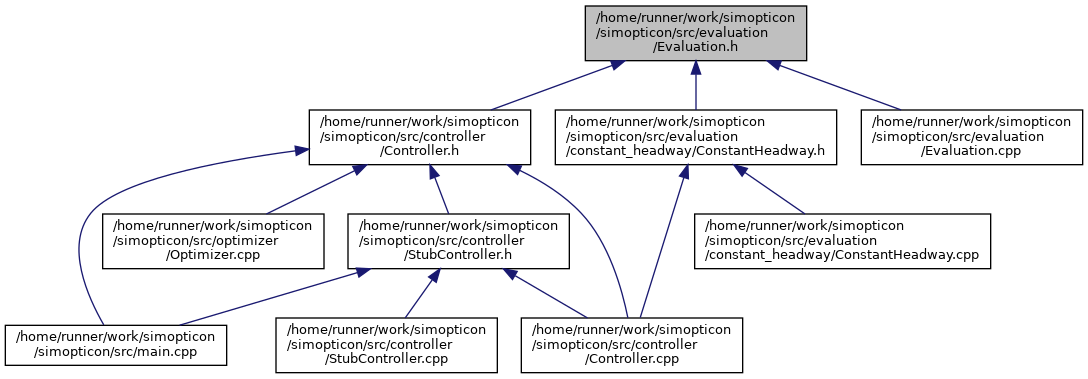 /home/runner/work/simopticon
/simopticon/src/evaluation
/Evaluation.h
/home/runner/work/simopticon
/simopticon/src/controller
/Controller.h
/home/runner/work/simopticon
/simopticon/src/evaluation
/constant_headway/ConstantHeadway.h
/home/runner/work/simopticon
/simopticon/src/evaluation
/Evaluation.cpp
/home/runner/work/simopticon
/simopticon/src/optimizer
/Optimizer.cpp
/home/runner/work/simopticon
/simopticon/src/controller
/StubController.h
/home/runner/work/simopticon
/simopticon/src/evaluation
/constant_headway/ConstantHeadway.cpp
/home/runner/work/simopticon
/simopticon/src/main.cpp
/home/runner/work/simopticon
/simopticon/src/controller
/StubController.cpp
/home/runner/work/simopticon
/simopticon/src/controller
/Controller.cpp